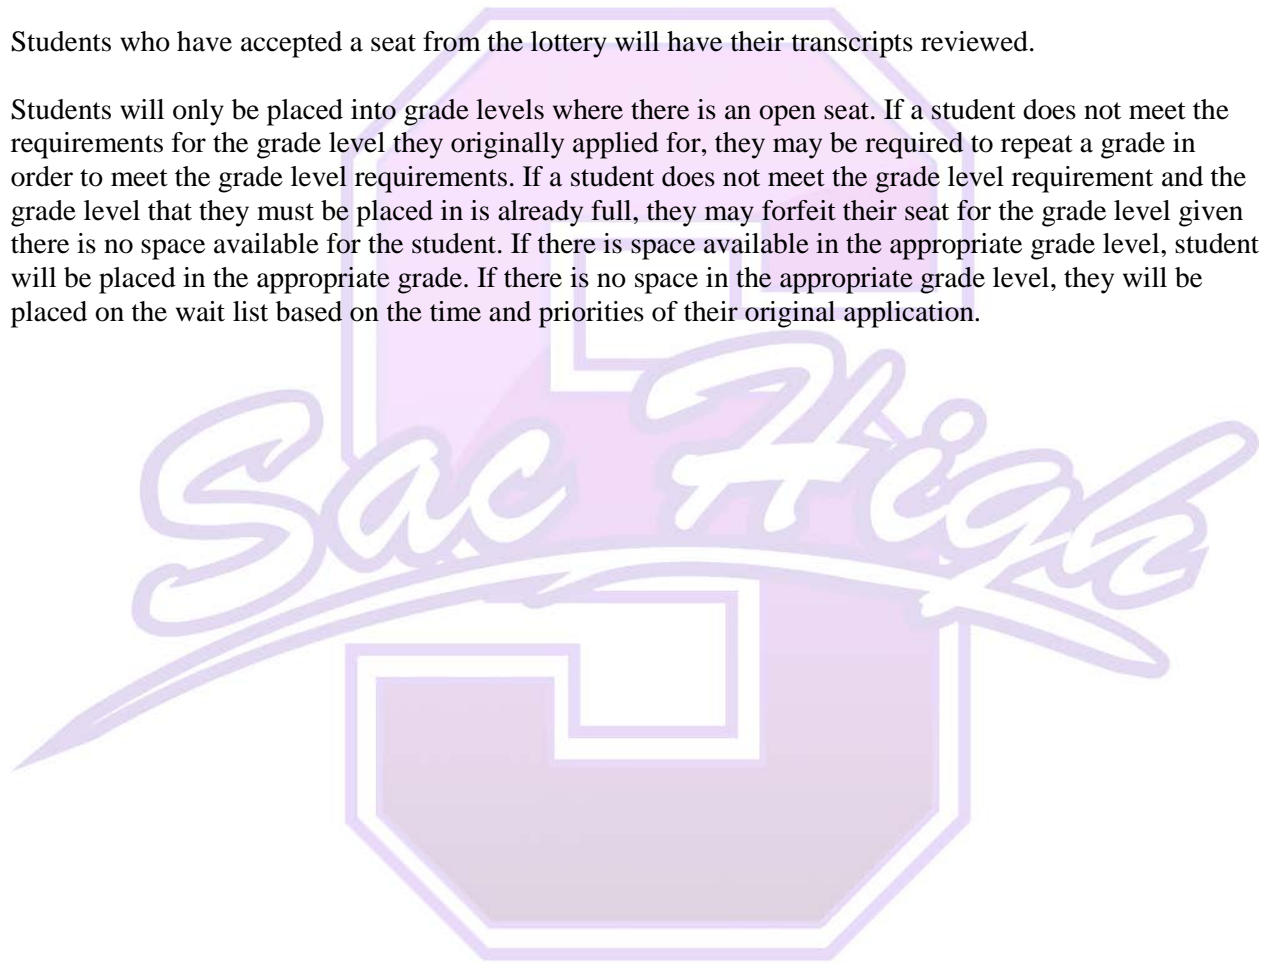 Students who have accepted a seat from the lottery will have their transcripts reviewed.
Students will only be placed into grade levels where there is an open seat. If a student does not meet the
requirements for the grade level they originally applied for, they may be required to repeat a grade in
order to meet the grade level requirements. If a student does not meet the grade level requirement and the
grade level that they must be placed in is already full, they may forfeit their seat for the grade level given
there is no space available for the student. If there is space available in the appropriate grade level, student
will be placed in the appropriate grade. If there is no space in the appropriate grade level, they will be
placed on the wait list based on the time and priorities of their original application.
S
Sac High